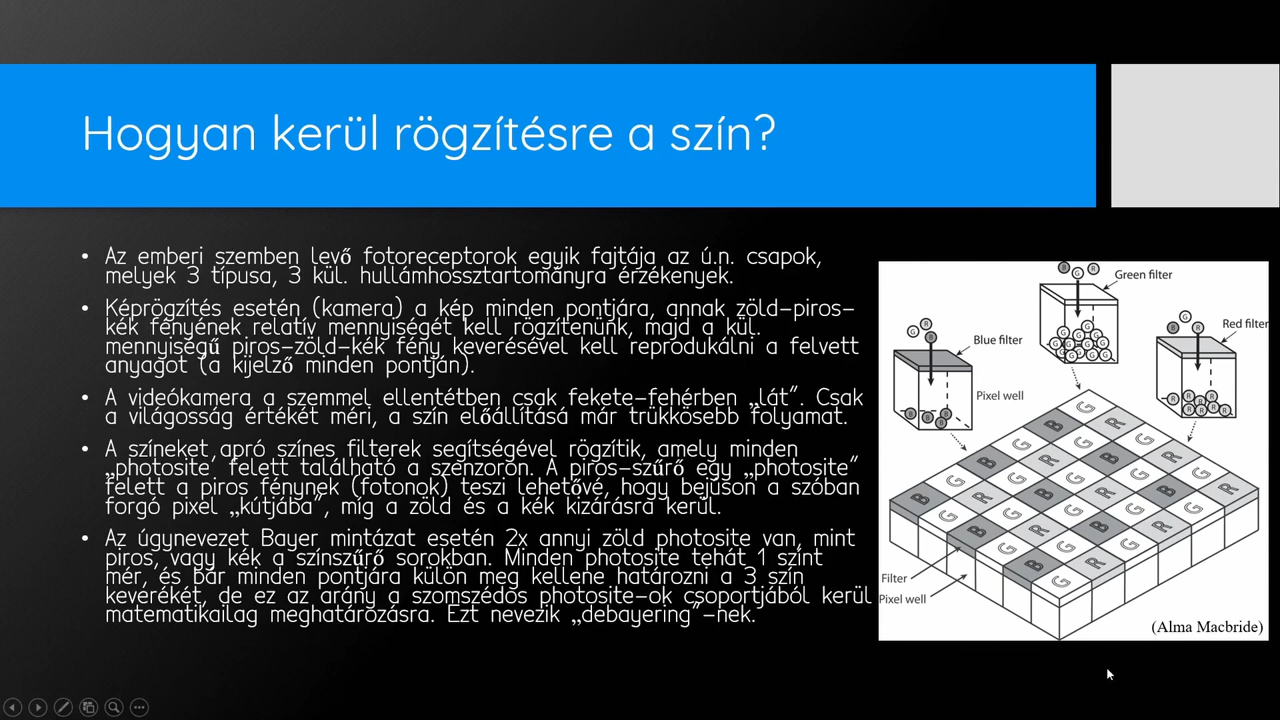 Hogyan kerül rögzítésre a szín?
• Az emberi szemben levő fotoreceptorok egyik fajtája az ú.n. csapok,
melyek 3 típusa, 3 kül. hullámhossztartományra érzékenyek.
• Képrögzítés esetén (kamera) a kép minden pontjára, annak zöld-piros-
kék fényének relatív mennyiségét kell rögzítenünk, majd a kül.
mennyiségű piros-zöld-kék fény keverésével kell reprodukálni a felvett
anyagot (a kijelző minden pontján).
• A videókamera a szemmel ellentétben csak fekete-fehérben „lát”. Csak
a világosság értékét méri, a szín előállítása már trükkösebb folyamat.
• A színeket apró színes filterek segítségével rögzítik, amely minden
„photosite” felett található a szenzoron. A piros-szűrő egy „photosite”
felett a piros fénynek (fotonok) teszi lehetővé, hogy bejusson a szóban
forgó pixel „kútjába”, míg a zöld és a kék kizárásra kerül.
• Az úgynevezet Bayer mintázat esetén 2x annyi zöld photosite van, mint
piros, vagy kék a színszűrő sorokban. Minden photosite tehát 1 színt
mér, és bár minden pontjára külön meg kellene határozni a 3 szín
keverékét, de ez az arány a szomszédos photosite-ok csoportjából kerül
matematikailag meghatározásra. Ezt nevezik „debayering”-nek.
Green filter
Red filter
Blue filter
Pixel well
Filter
Pixel well
(Alma Macbride)